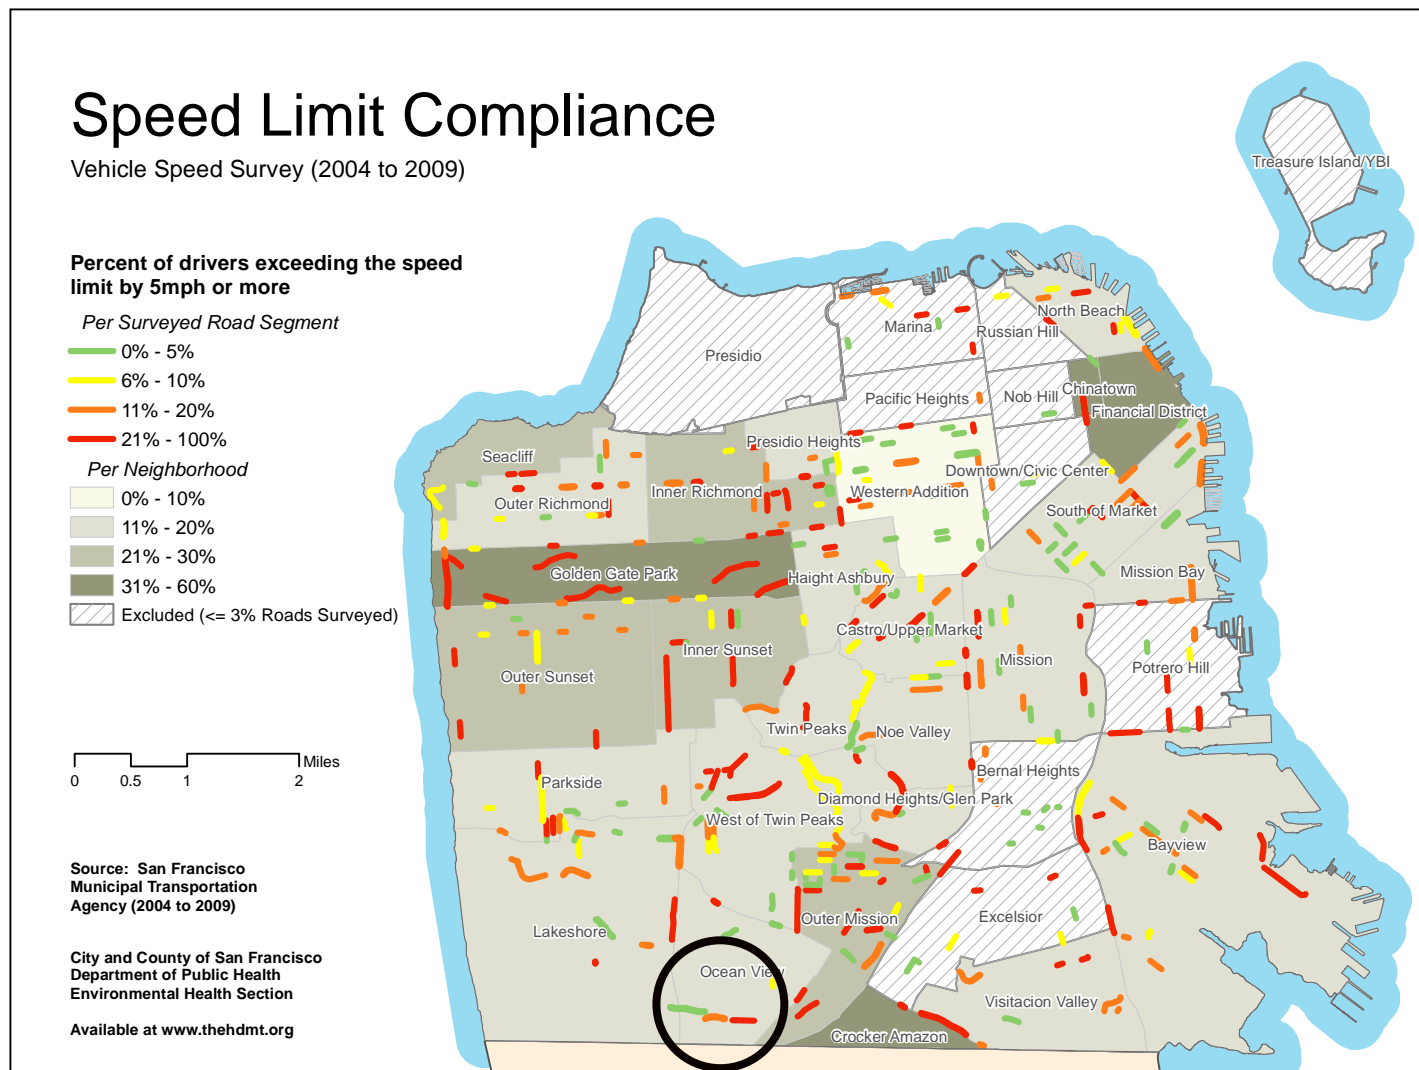 Speed Limit Compliance
Vehicle Speed Survey (2004 to 2009)
Percent of drivers exceeding the speed
limit by 5mph or more
Per Surveyed Road Segment
0% - 5%
6% - 10%
11% - 20%
21% - 100%
Per Neighborhood
0% - 10%
11% - 20%
21% - 30%
31% - 60%
Excluded (<= 3% Roads Surveyed)
Miles
0 0.5 1 2
Source: San Francisco
Municipal Transportation
Agency (2004 to 2009)
City and County of San Francisco
Department of Public Health
Environmental Health Section
Available at www.thehdmt.org
Treasure Island/YBI
North Beach
Marina
Russian Hill
Presidio
Chinatown
Pacific Heights
Nob Hill
Financial District
Presidio Heights
Seacliff
Downtown/Civic Center
Inner Richmond
Western Addition
Outer Richmond
South of Market
Golden Gate Park
Haight Ashbury
Mission Bay
Castro/Upper Market
Inner Sunset
Mission
Potrero Hill
Outer Sunset
Twin Peaks
Noe Valley
Bernal Heights
Parkside
Diamond Heights/Glen Park
West of Twin Peaks
Bayview
Outer Mission
Excelsior
Lakeshore
Ocean View
Visitacion Valley
Crocker Amazon